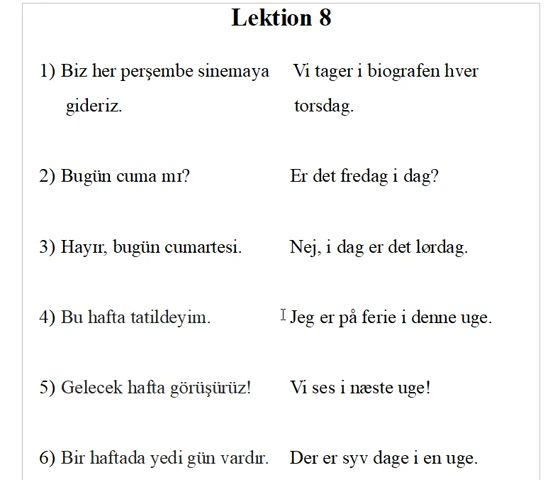 Lektion 8
1) Biz her perşembe sinemaya Vi tager i biografen hver
gideriz. torsdag.
2) Bugün cuma mı? Er det fredag i dag?
3) Hayır, bugün cumartesi. Nej, i dag er det lørdag.
4) Bu hafta tatildeyim. Jeg er på ferie i denne uge.
5) Gelecek hafta görüşürüz! Vi ses i næste uge!
6) Bir haftada yedi gün vardır. Der er syv dage i en uge.